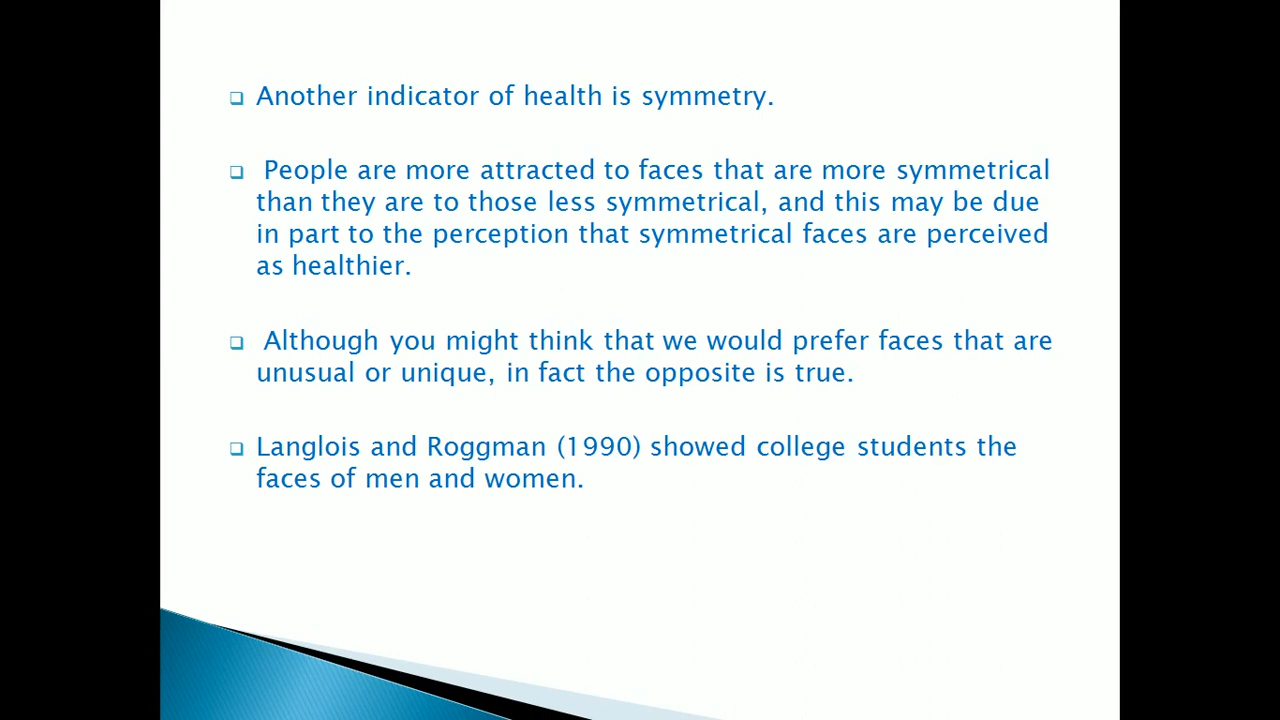 Another indicator of health is symmetry.
People are more attracted to faces that are more symmetrical
than they are to those less symmetrical, and this may be due
in part to the perception that symmetrical faces are perceived
as healthier.
Although you might think that we would prefer faces that are
unusual or unique, in fact the opposite is true.
Langlois and Roggman (1990) showed college students the
faces of men and women.